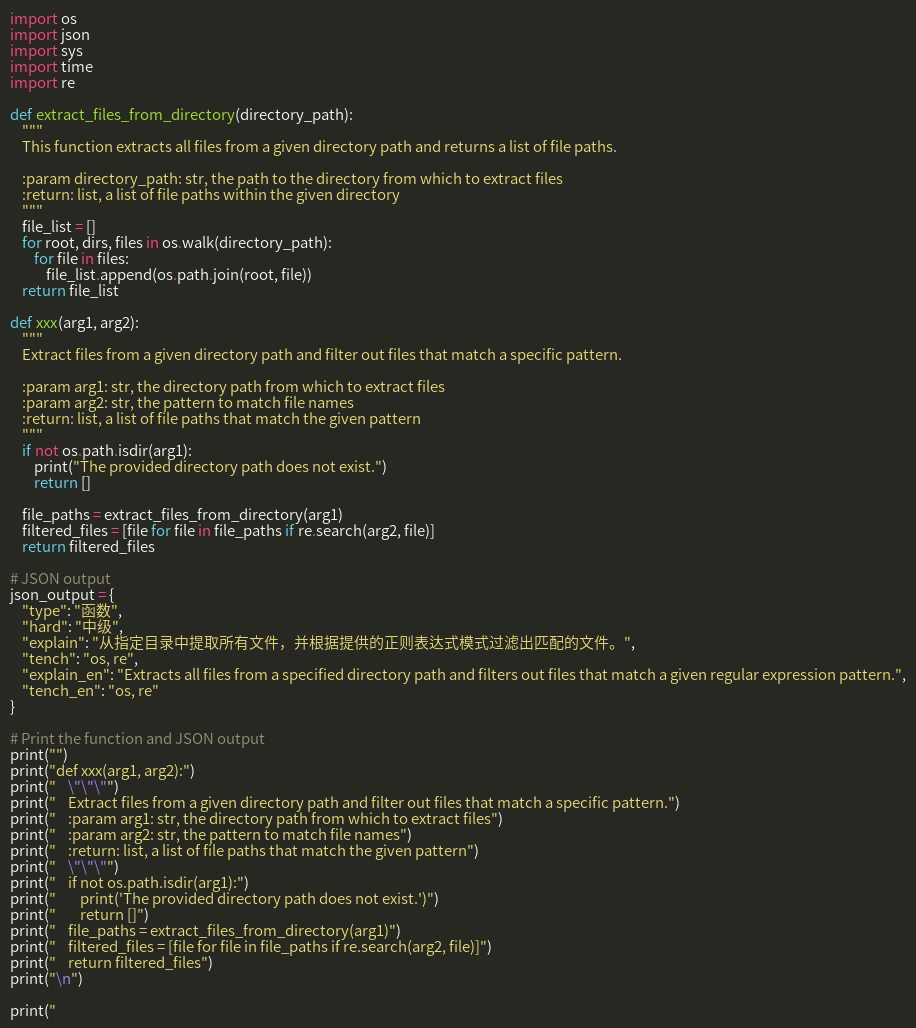 import os
import json
import sys
import time
import re

def extract_files_from_directory(directory_path):
    """
    This function extracts all files from a given directory path and returns a list of file paths.

    :param directory_path: str, the path to the directory from which to extract files
    :return: list, a list of file paths within the given directory
    """
    file_list = []
    for root, dirs, files in os.walk(directory_path):
        for file in files:
            file_list.append(os.path.join(root, file))
    return file_list

def xxx(arg1, arg2):
    """
    Extract files from a given directory path and filter out files that match a specific pattern.

    :param arg1: str, the directory path from which to extract files
    :param arg2: str, the pattern to match file names
    :return: list, a list of file paths that match the given pattern
    """
    if not os.path.isdir(arg1):
        print("The provided directory path does not exist.")
        return []

    file_paths = extract_files_from_directory(arg1)
    filtered_files = [file for file in file_paths if re.search(arg2, file)]
    return filtered_files

# JSON output
json_output = {
    "type": "函数",
    "hard": "中级",
    "explain": "从指定目录中提取所有文件，并根据提供的正则表达式模式过滤出匹配的文件。",
    "tench": "os, re",
    "explain_en": "Extracts all files from a specified directory path and filters out files that match a given regular expression pattern.",
    "tench_en": "os, re"
}

# Print the function and JSON output
print("")
print("def xxx(arg1, arg2):")
print("    \"\"\"")
print("    Extract files from a given directory path and filter out files that match a specific pattern.")
print("    :param arg1: str, the directory path from which to extract files")
print("    :param arg2: str, the pattern to match file names")
print("    :return: list, a list of file paths that match the given pattern")
print("    \"\"\"")
print("    if not os.path.isdir(arg1):")
print("        print('The provided directory path does not exist.')")
print("        return []")
print("    file_paths = extract_files_from_directory(arg1)")
print("    filtered_files = [file for file in file_paths if re.search(arg2, file)]")
print("    return filtered_files")
print("\n")

print("